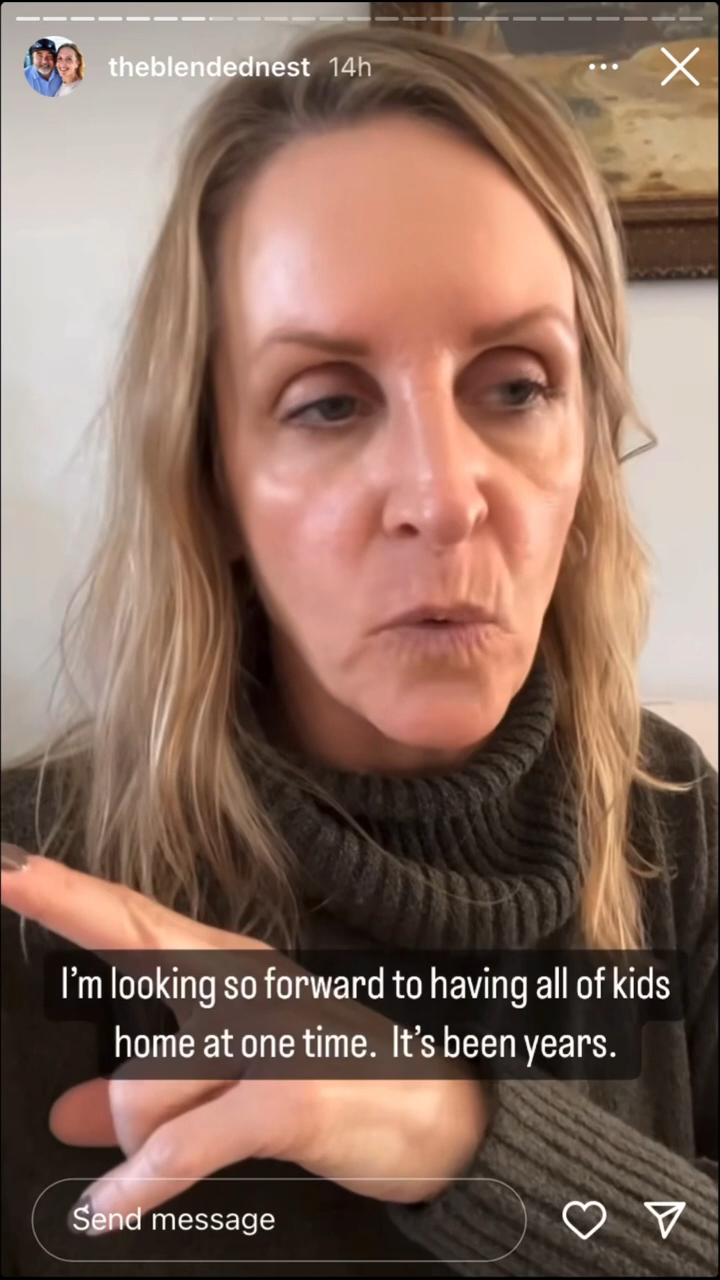 theblendednest 14h
I'm looking so forward to having all of kids
home at one time. It's been years.
Send message